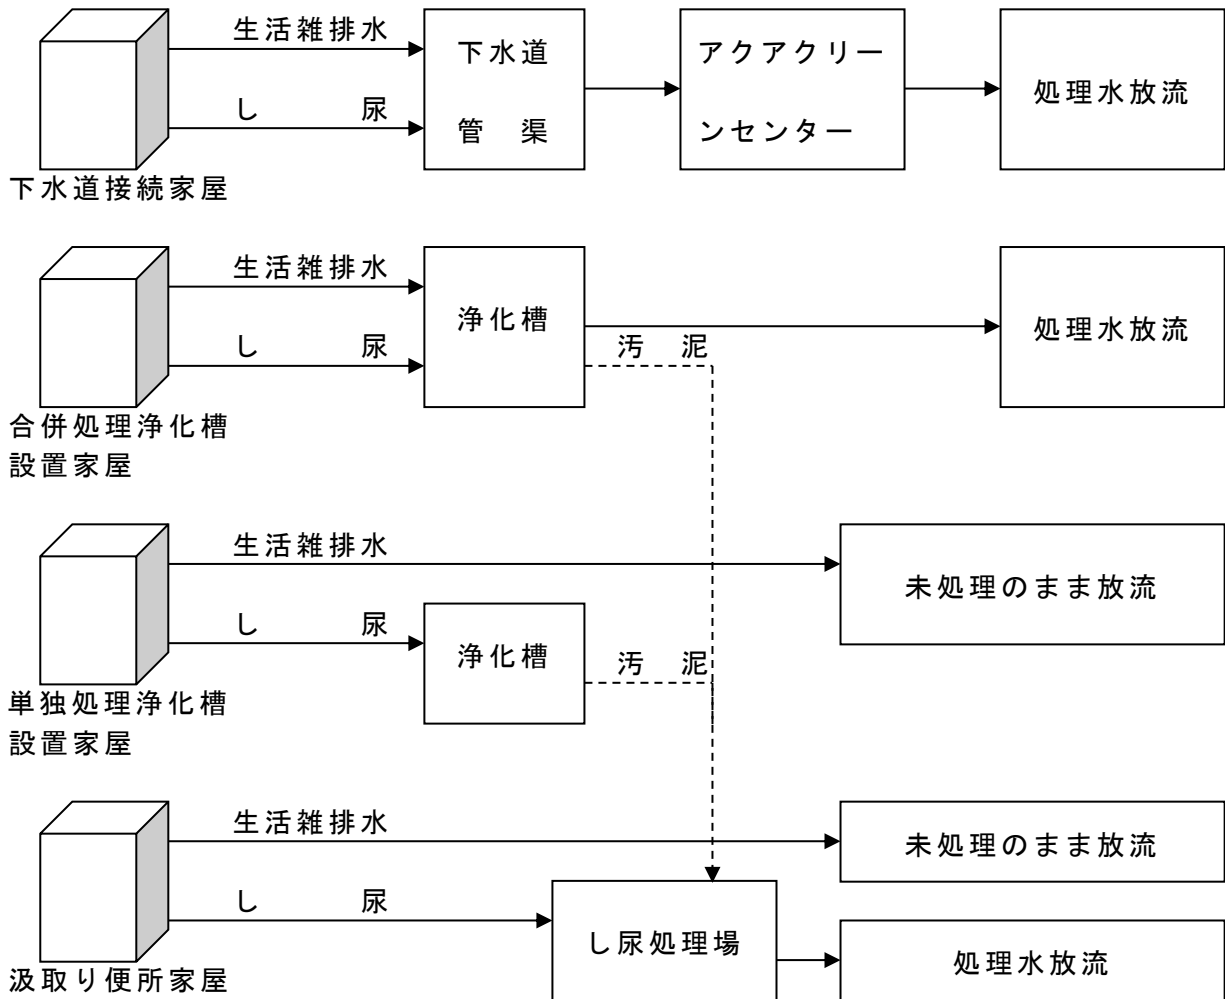 生活雑排水
し　尿
下水道接続家屋
下水道
管　渠
アクアクリー
ンセンター
処理水放流
生活雑排水
し　尿
合併処理浄化槽
設置家屋
浄化槽
汚　泥
処理水放流
生活雑排水
し　尿
単独処理浄化槽
設置家屋
浄化槽
汚　泥
未処理のまま放流
生活雑排水
し　尿
汲取り便所家屋
未処理のまま放流
し尿処理場
処理水放流